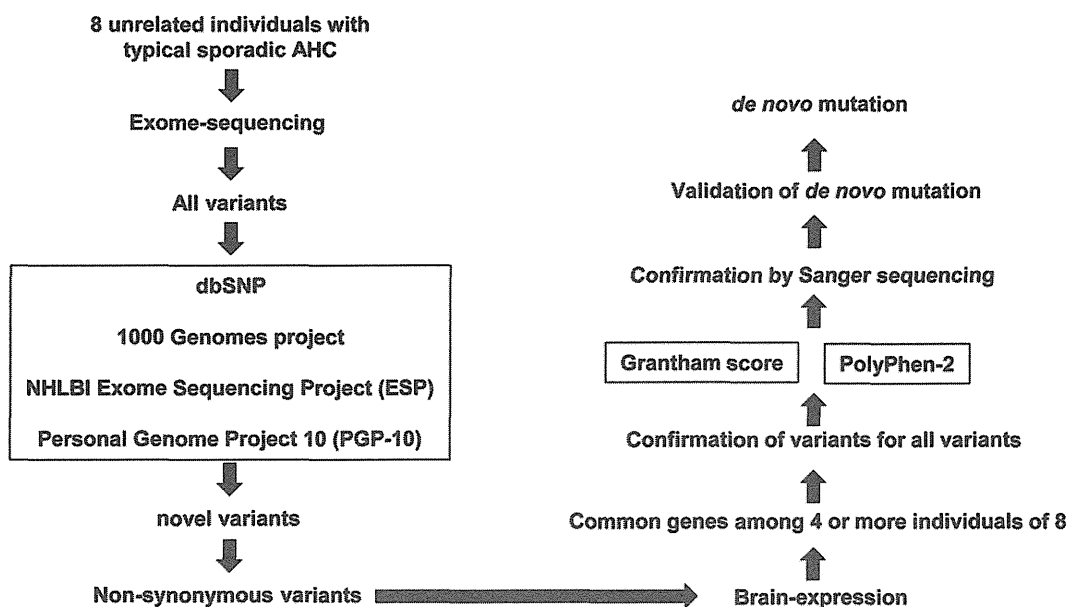 8 unrelated individuals with
typical sporadic AHC
Exome-sequencing
All variants
dbSNP
1000 Genomes project
NHLBI Exome Sequencing Project (ESP)
Personal Genome Project 10 (PGP-10)
novel variants
Non-synonymous variants
Brain-expression
Common genes among 4 or more individuals of 8
Confirmation of variants for all variants
Grantham score
PolyPhen-2
Confirmation by Sanger sequencing
Validation of de novo mutation
de novo mutation